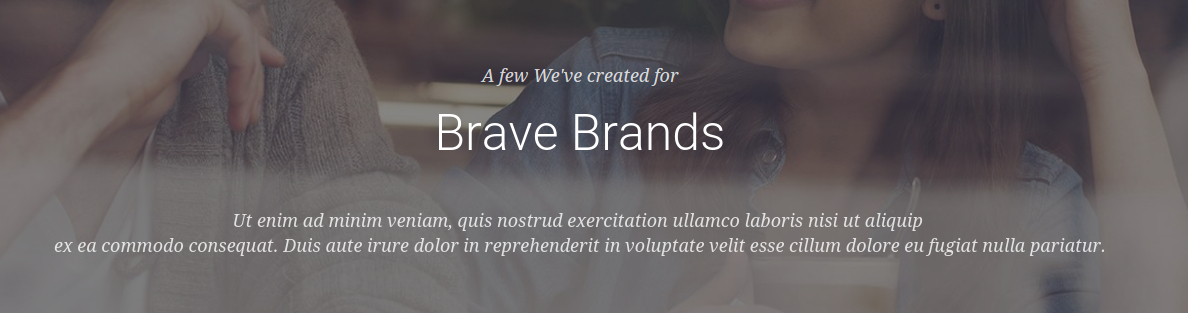 A few We've created for
Brave Brands
Ut enim ad minim veniam, quis nostrud exercitation ullamco laboris nisi ut aliquip
ex ea commodo consequat. Duis aute irure dolor in reprehenderit in voluptate velit esse cillum dolore eu fugiat nulla pariatur.